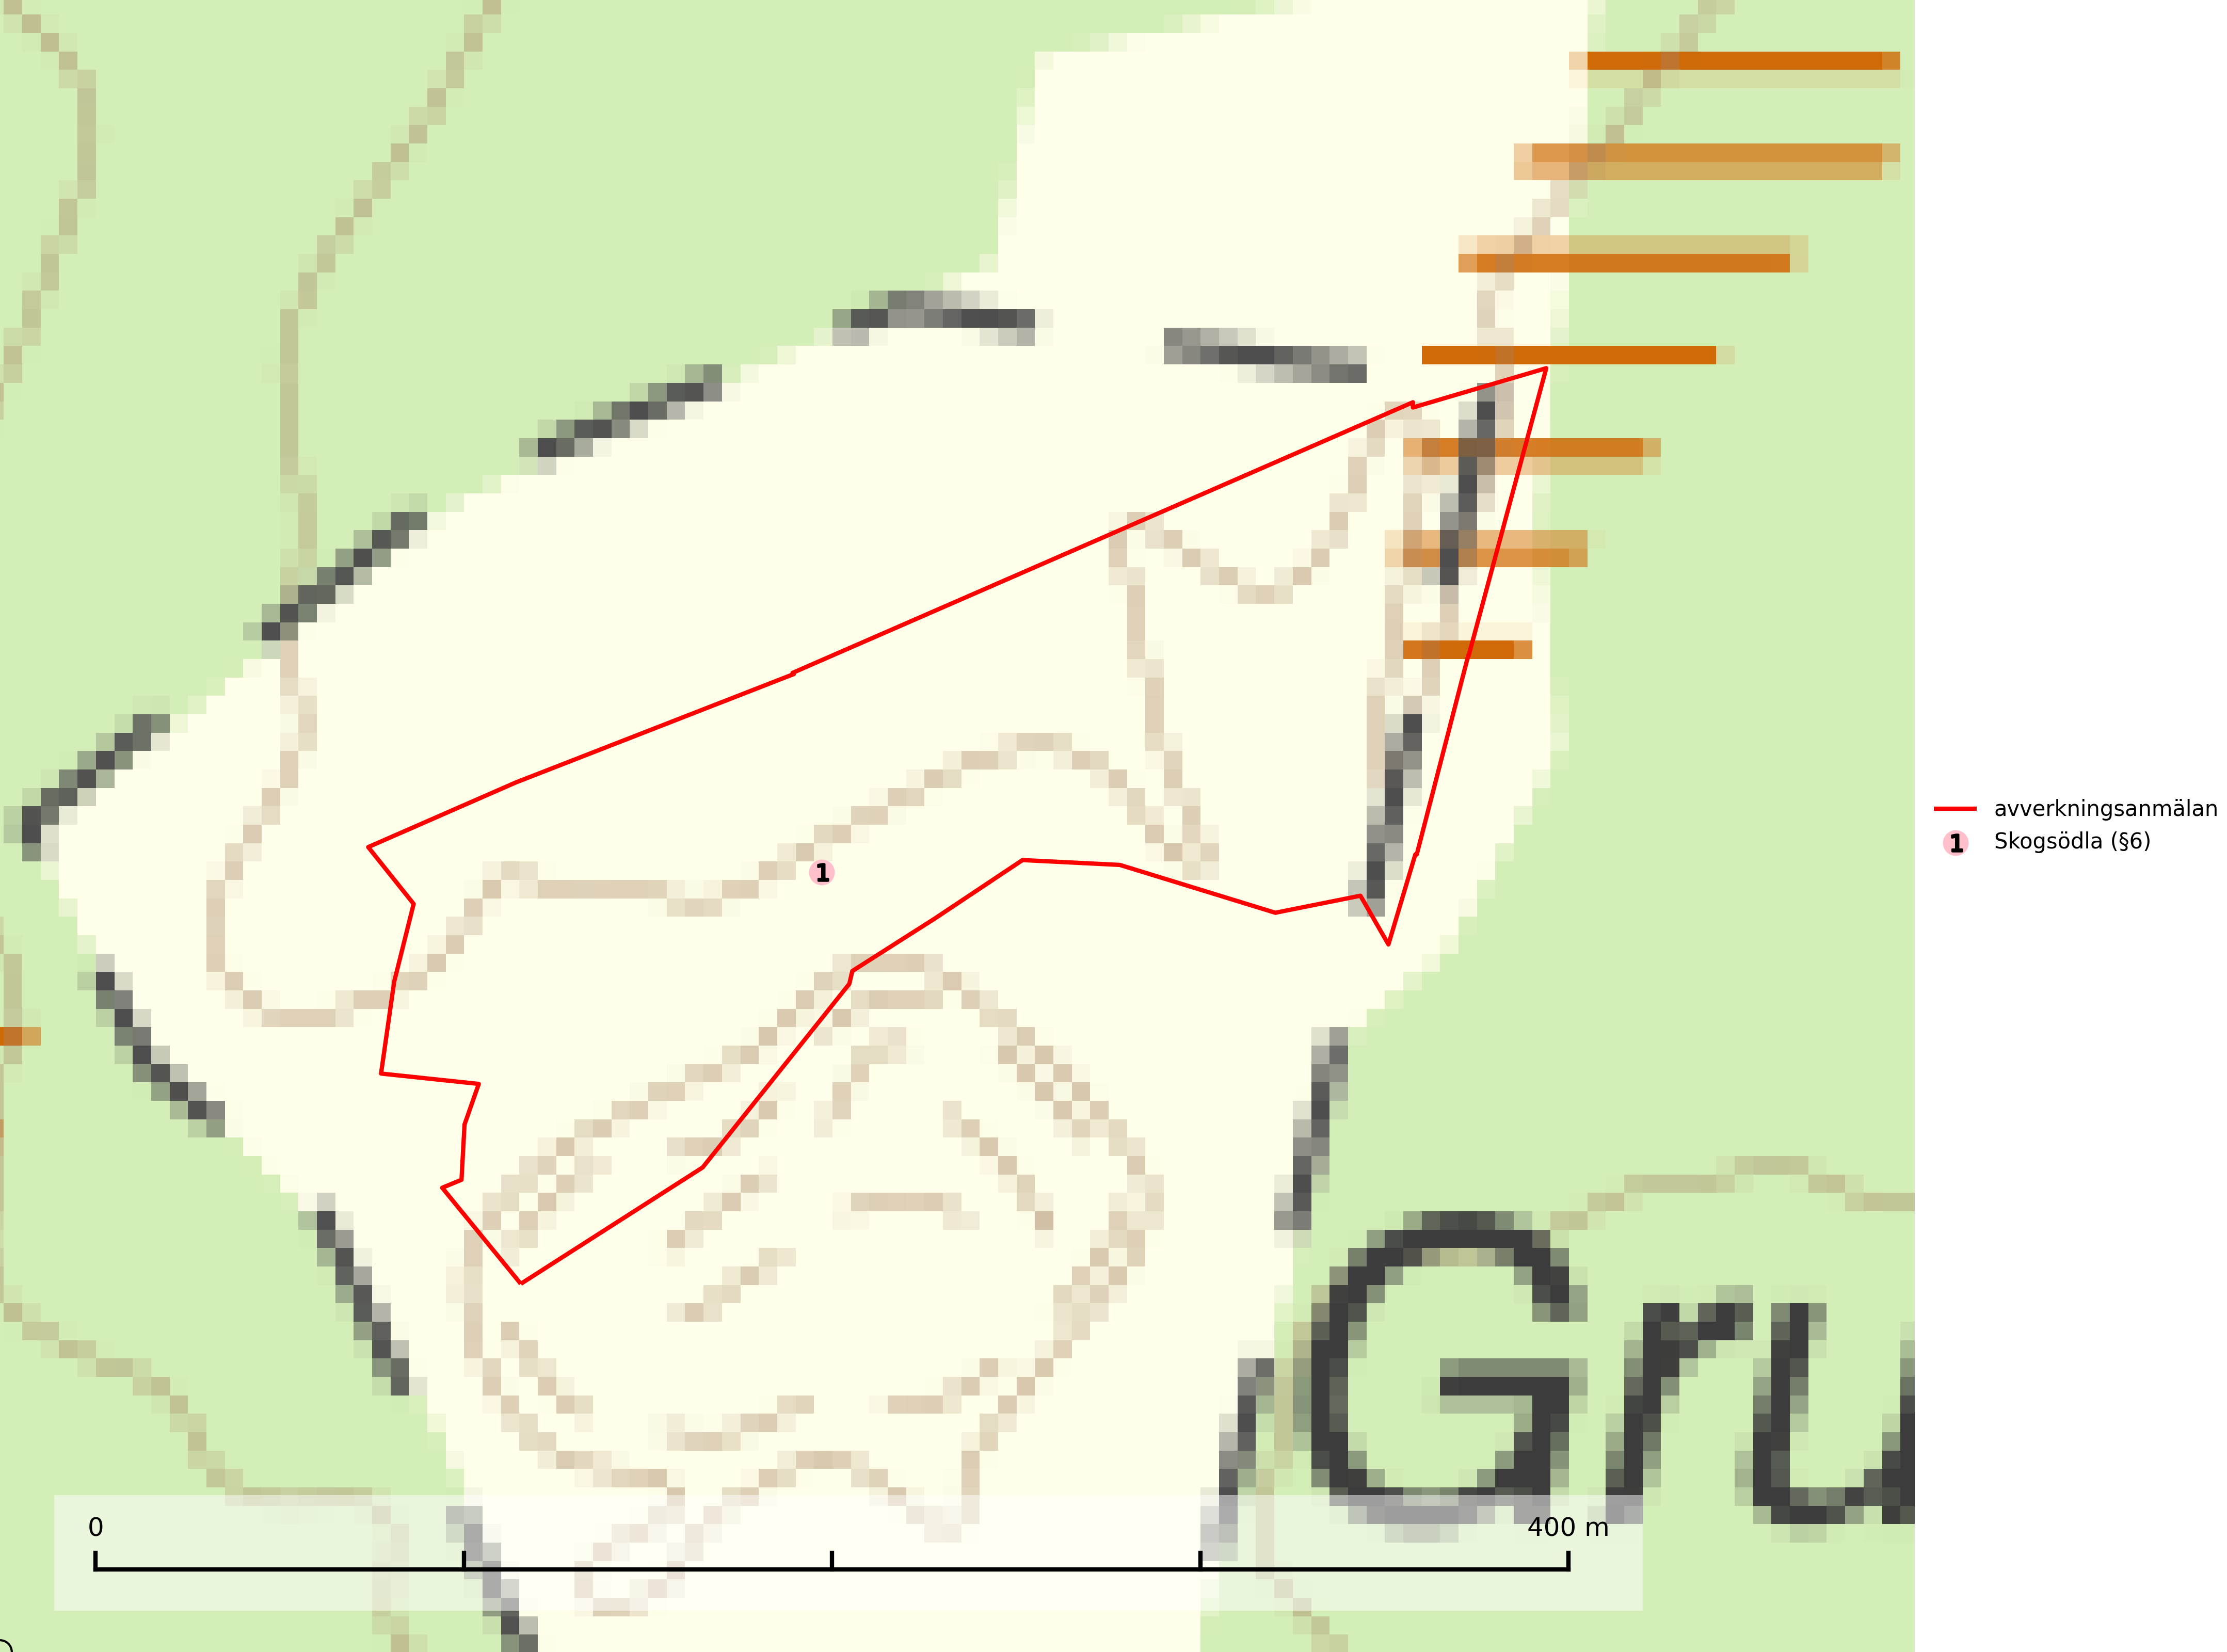 avverkningsanmälan
1 Skogsödla (§6)
1
Gru
0 400 m